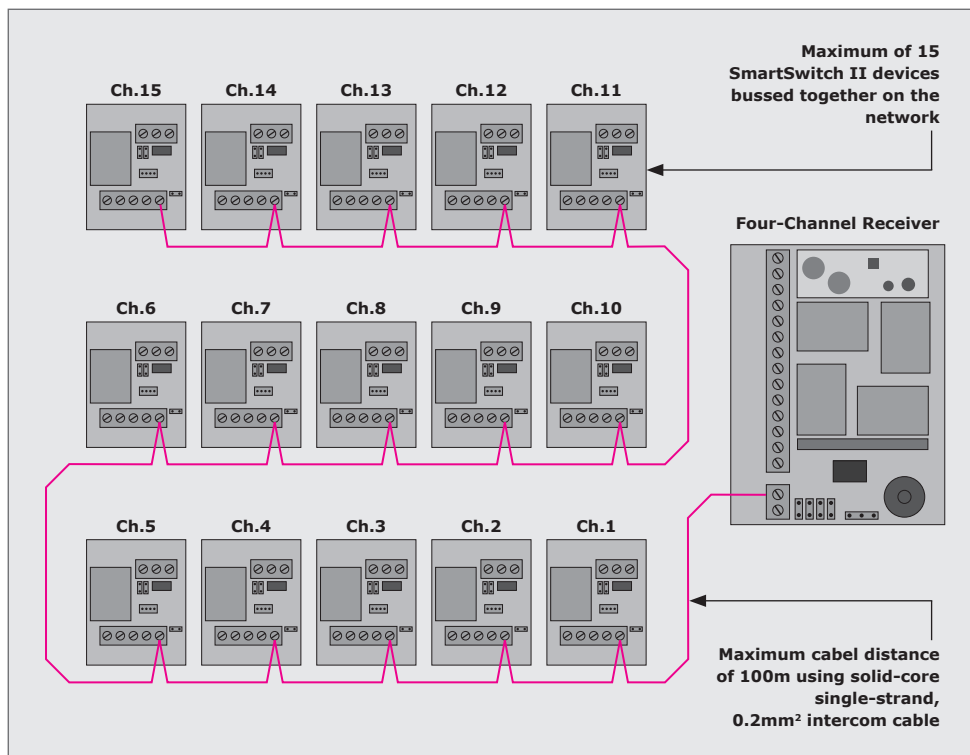 Maximum of 15
SmartSwitch II devices
bussed together on the
network
Ch.15
Ch.14
Ch.13
Ch.12
Ch.11
Four-Channel Receiver
Ch.6
Ch.7
Ch.8
Ch.9
Ch.10
Ch.5
Ch.4
Ch.3
Ch.2
Ch.1
Maximum cabel distance
of 100m using solid-core
single-strand,
0.2mm² intercom cable